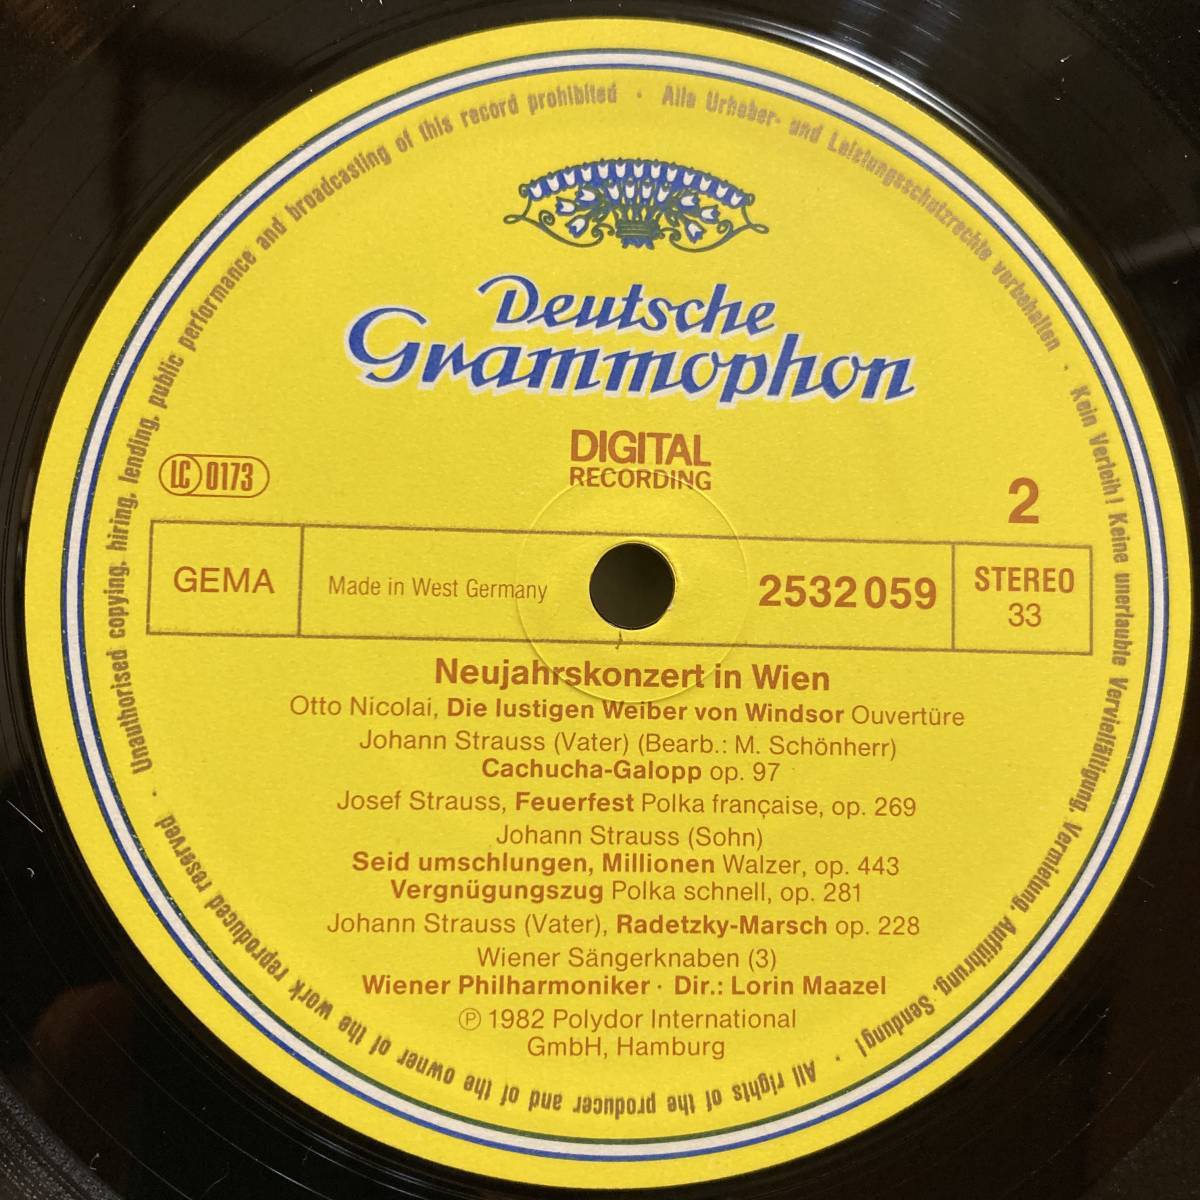 Deutsche
Grammophon
DIGITAL
RECORDING
LC 0173
2
GEMA
Made in West Germany
2532 059
STEREO
33
Neujahrskonzert in Wien
Otto Nicolai, Die lustigen Weiber von Windsor Ouvertüre
Johann Strauss (Vater) (Bearb.: M. Schönherr)
Cachucha-Galopp op. 97
Josef Strauss, Feuerfest Polka française, op. 269
Johann Strauss (Sohn)
Seid umschlungen, Millionen Walzer, op. 443
Vergnügungszug Polka schnell, op. 281
Johann Strauss (Vater), Radetzky-Marsch op. 228
Wiener Sängerknaben (3)
Wiener Philharmoniker · Dir.: Lorin Maazel
℗ 1982 Polydor International
GmbH, Hamburg
Alle Urheber- und Leistungsschutzrechte vorbehalten · Kein Verleih! Keine unerlaubte Vervielfältigung, Vermietung, Aufführung, Sendung! · All rights of the producer and of the owner of the work reproduced reserved · Unauthorised copying, hiring, lending, public performance and broadcasting of this record prohibited ·